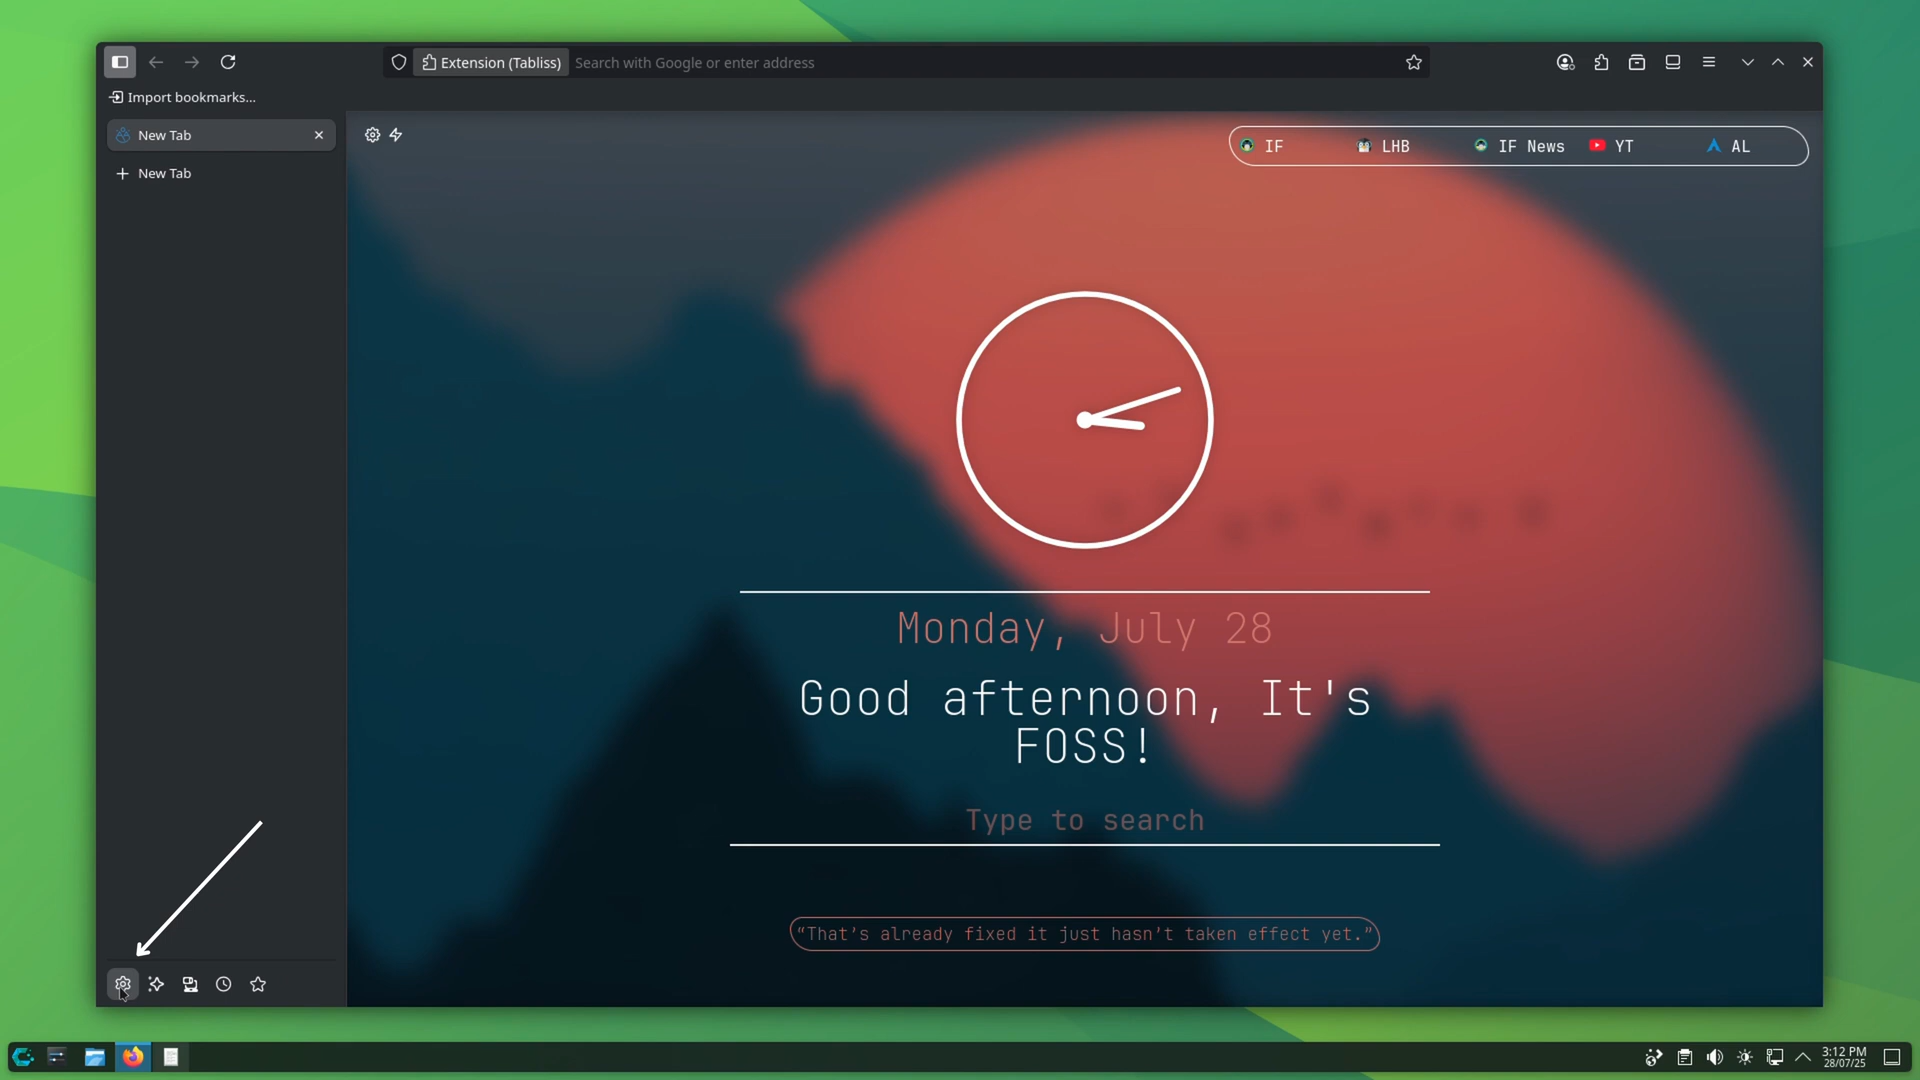 Extension (Tabliss) Search with Google or enter address
Import bookmarks...
New Tab
New Tab
IF LHB IF News YT AL
Monday, July 28
Good afternoon, It's
FOSS!
Type to search
“That’s already fixed it just hasn’t taken effect yet.”
3:12 PM
28/07/25